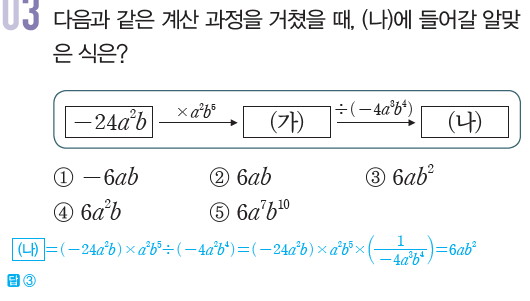 03 다음과 같은 계산 과정을 거쳤을 때, (나)에 들어갈 알맞
은 식은?
−24a²b ×a²b⁵ (가) ÷(−4a³b⁴) (나)
① −6ab ② 6ab ③ 6ab²
④ 6a²b ⑤ 6a⁷b¹⁰
(나)=(−24a²b)×a²b⁵÷(−4a²b⁴)=(−24a²b)×a²b⁵×(1/−4a³b⁴)=6ab²
답 ③